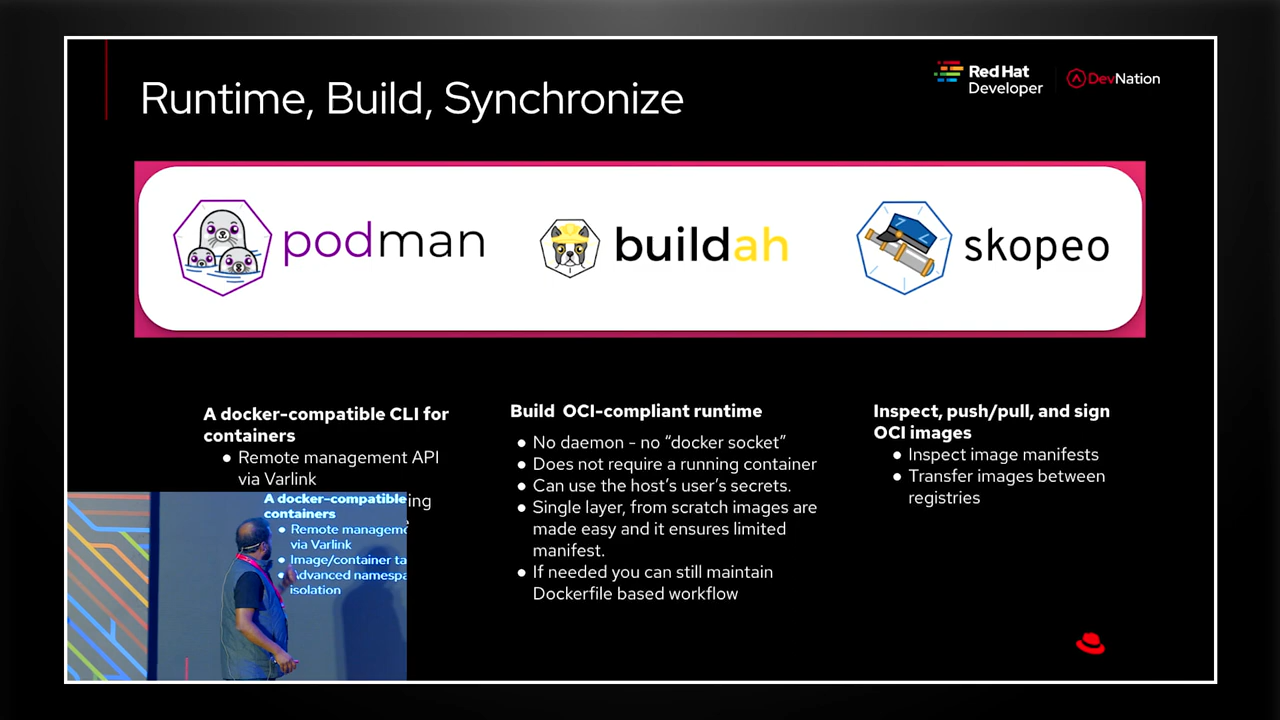 Runtime, Build, Synchronize
Red Hat
Developer
DevNation
podman
buildah
skopeo
A docker-compatible CLI for
containers
Remote management API
via Varlink
ing
Build OCI-compliant runtime
No daemon - no “docker socket”
Does not require a running container
Can use the host’s user’s secrets.
Single layer, from scratch images are
made easy and it ensures limited
manifest.
If needed you can still maintain
Dockerfile based workflow
Inspect, push/pull, and sign
OCI images
Inspect image manifests
Transfer images between
registries
A docker-compatible
containers
Remote manageme
via Varlink
Image/container ta
Advanced namespa
isolation